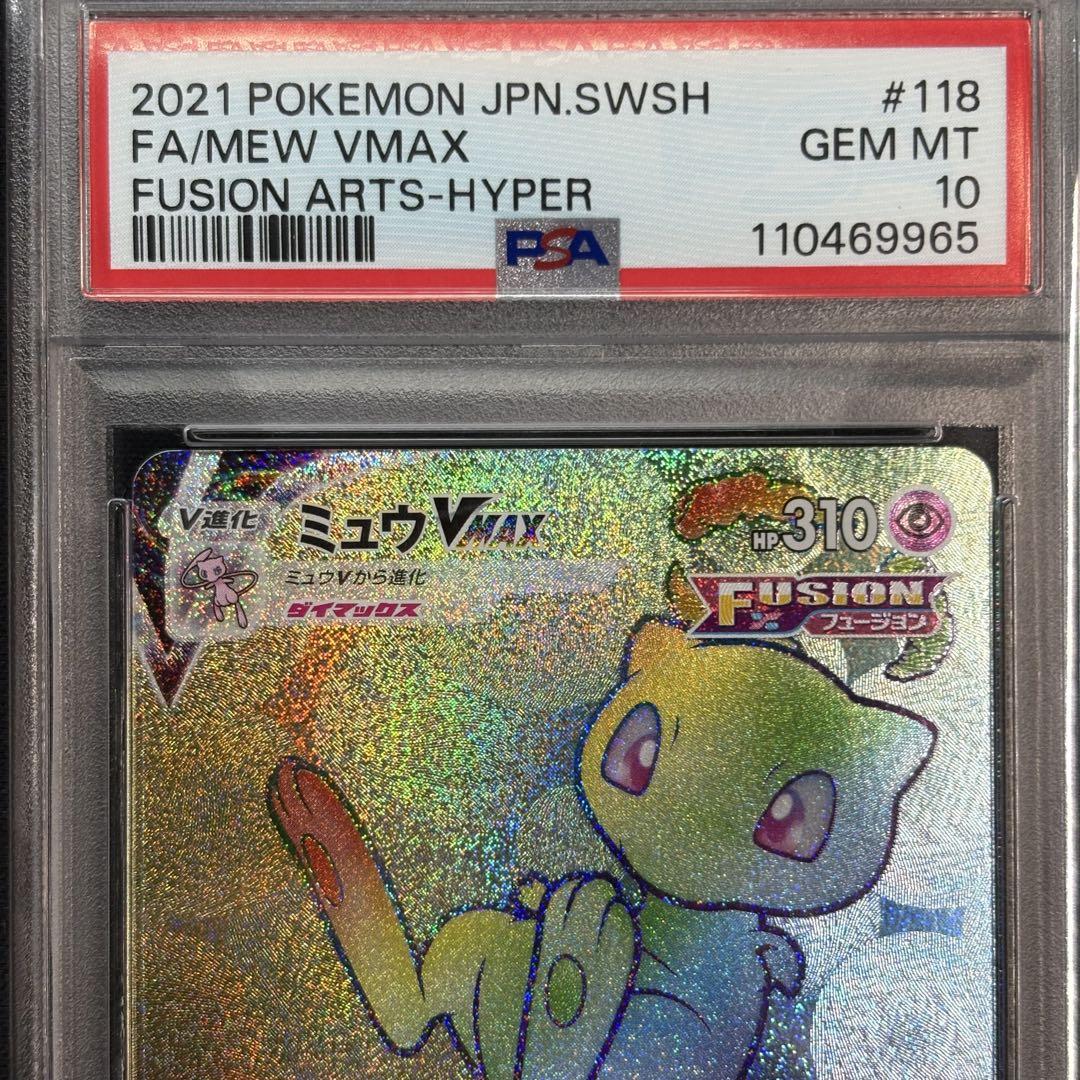 2021 POKEMON JPN.SWSH #118
FA/MEW VMAX GEM MT
FUSION ARTS-HYPER 10
PSA 110469965
V進化 ミュウVMAX HP310
ミュウVから進化
ダイマックス
FUSION
フュージョン